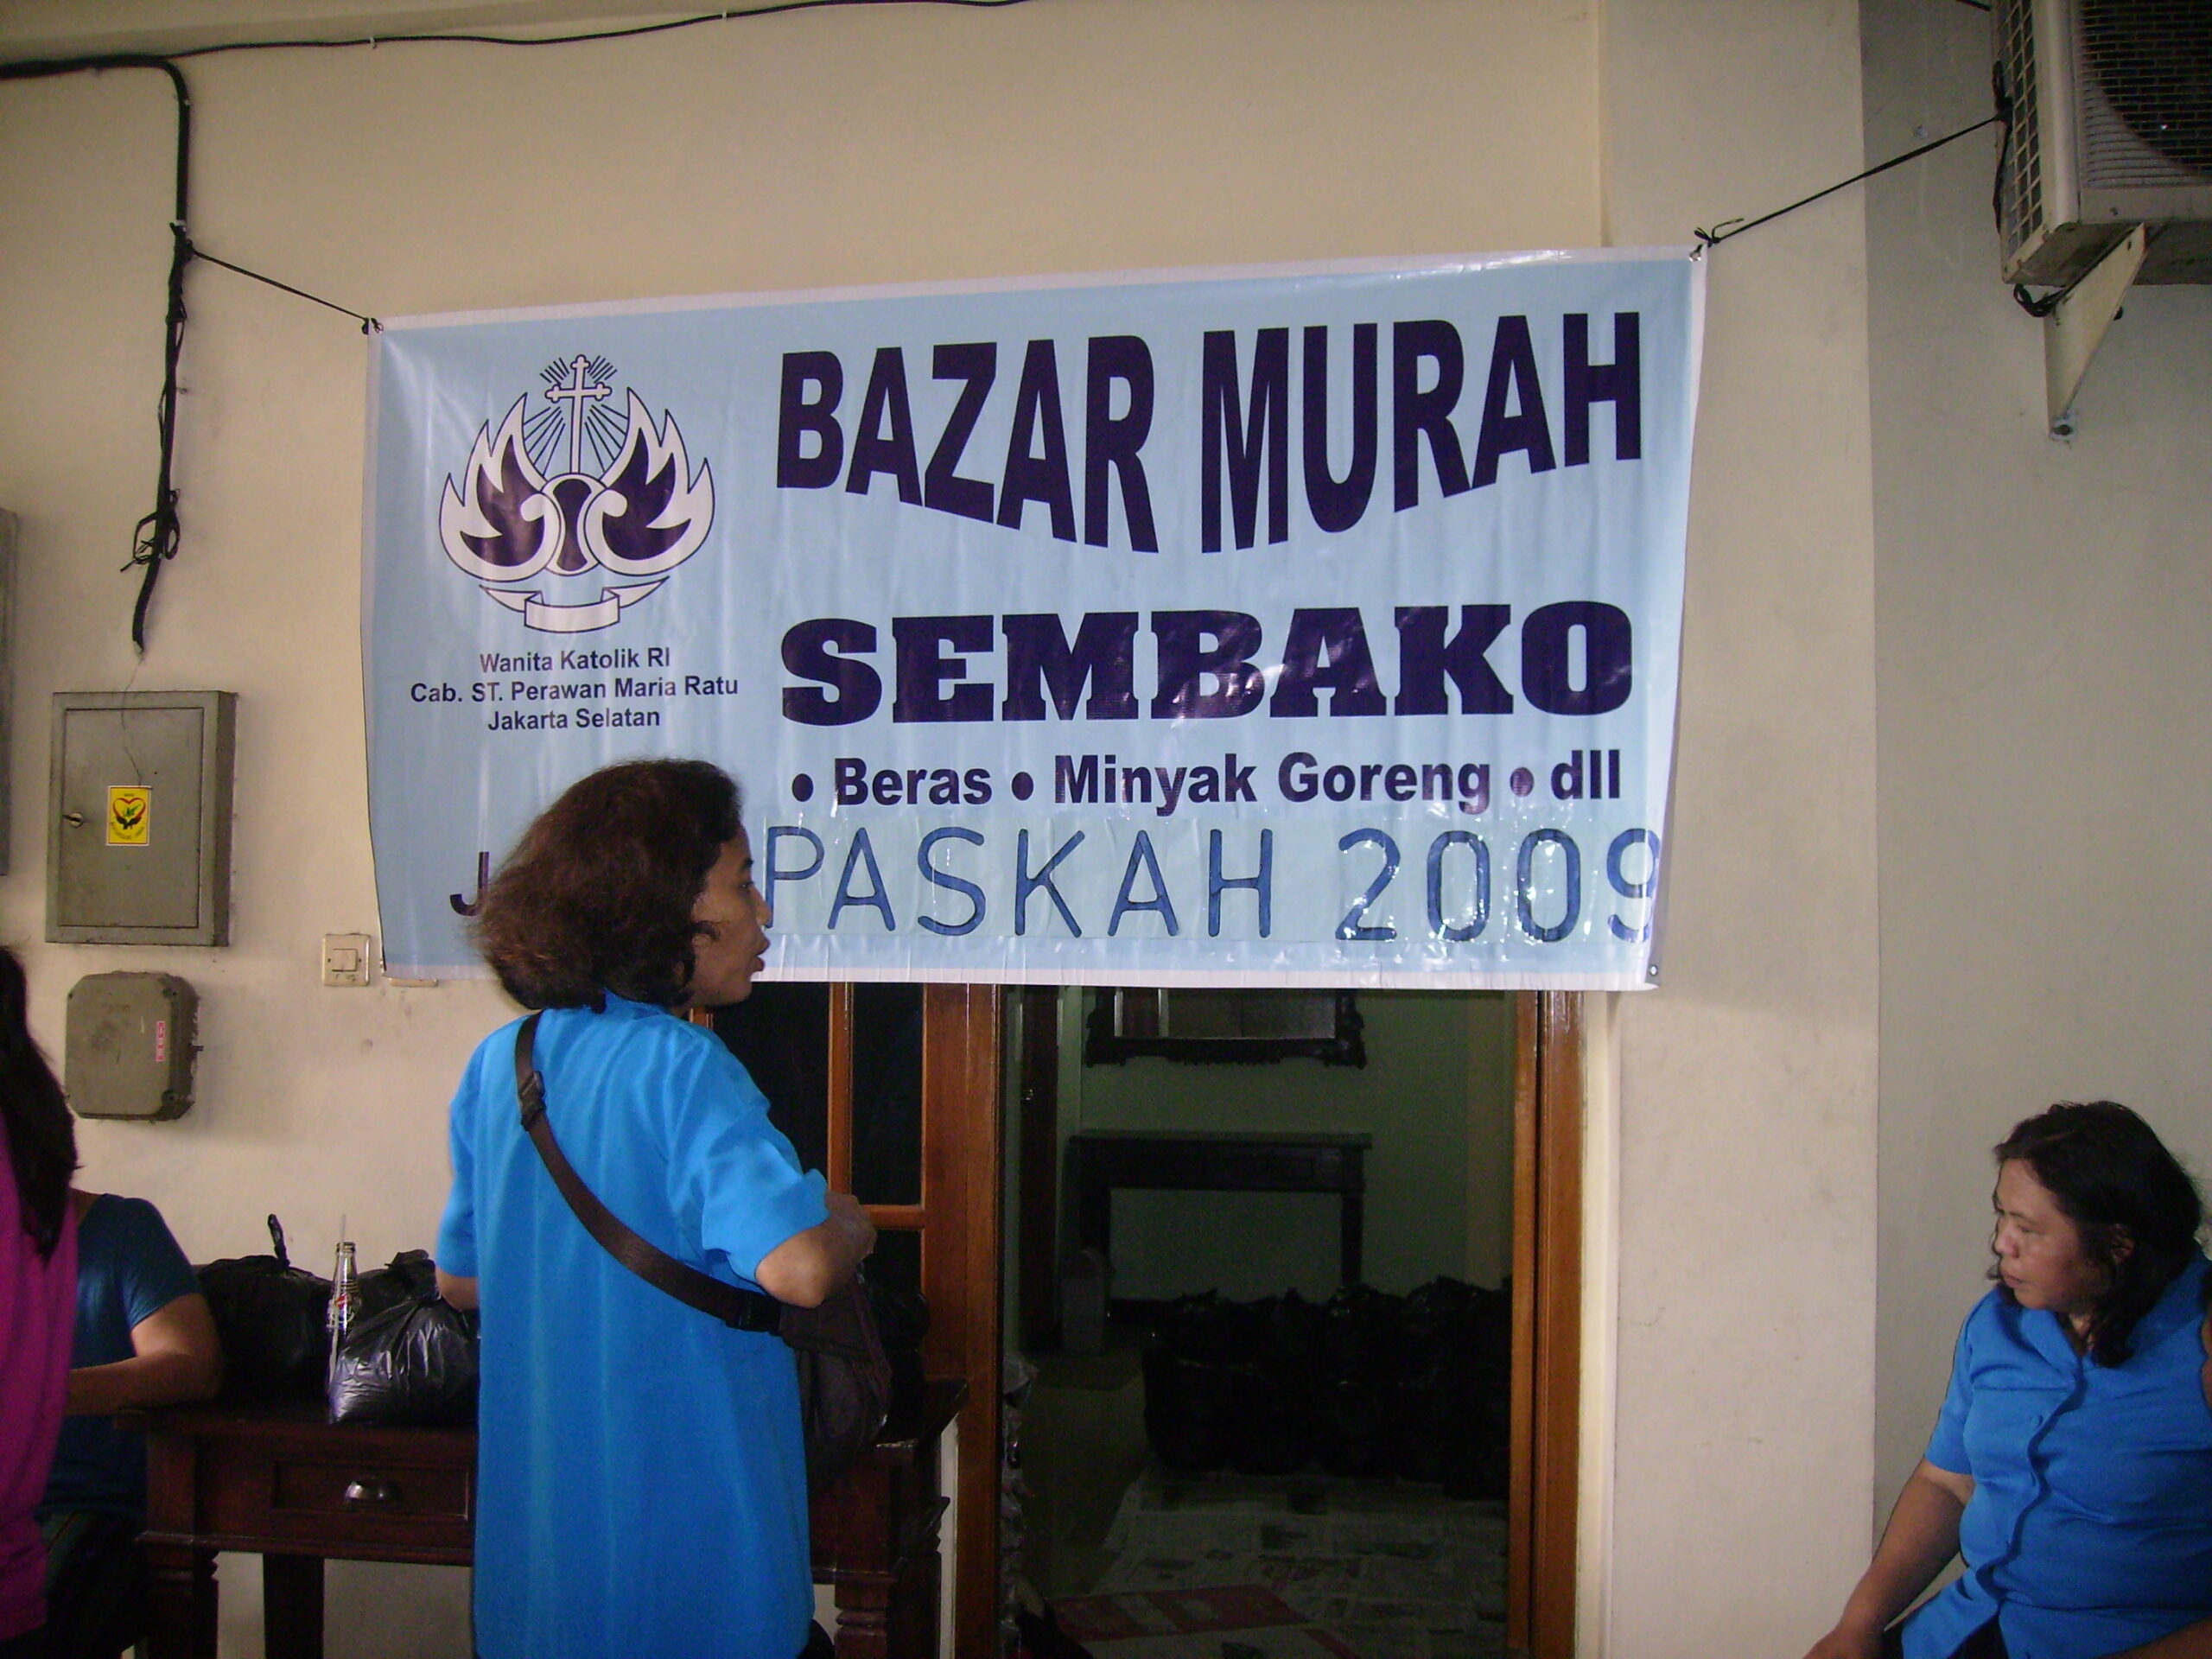 BAZAR MURAH
SEMBAKO
• Beras • Minyak Goreng • dll
PASKAH 2009
Wanita Katolik RI
Cab. ST. Perawan Maria Ratu
Jakarta Selatan